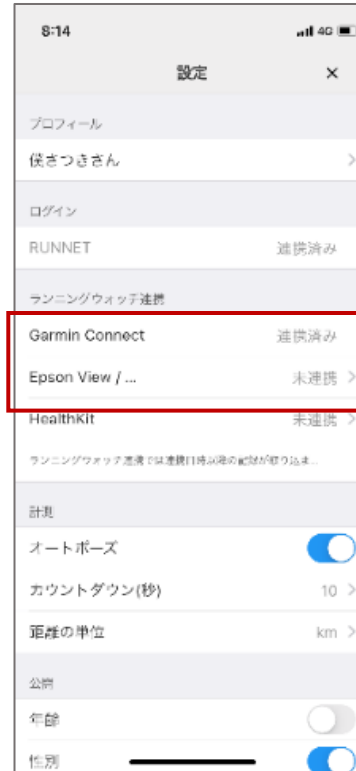 8:14
4G
設定
×
プロフィール
僕さつきさん
ログイン
RUNNET 連携済み
ランニングウォッチ連携
Garmin Connect 連携済み
Epson View / ... 未連携
HealthKit 未連携
ランニングウォッチ連携では連携日時以降の記録が取り込ま...
計測
オートポーズ
カウントダウン(秒) 10
距離の単位 km
公開
年齢
性別